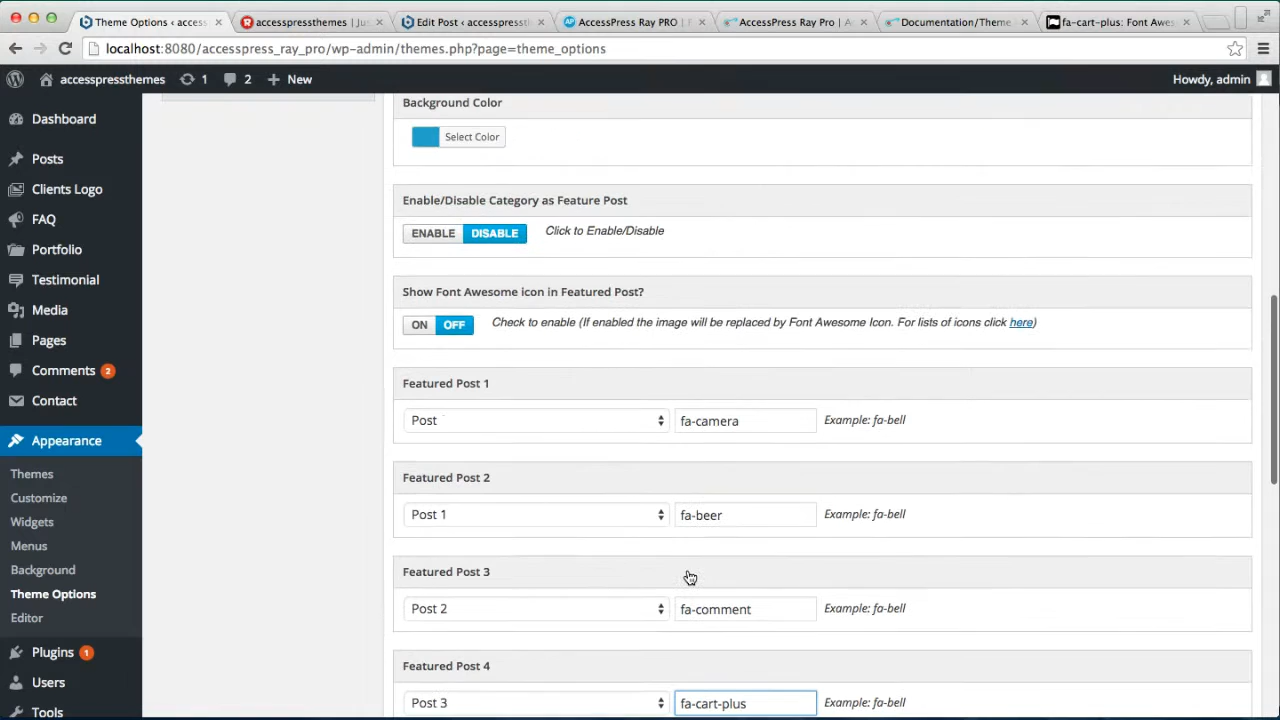 Theme Options ‹ access
accesspressthemes | Jus
Edit Post ‹ accesspressth
AccessPress Ray PRO | F
AccessPress Ray Pro | Ac
Documentation/Theme
fa-cart-plus: Font Awes
localhost:8080/accesspress_ray_pro/wp-admin/themes.php?page=theme_options
accesspressthemes 1 2 New Howdy, admin
Dashboard
Posts
Clients Logo
FAQ
Portfolio
Testimonial
Media
Pages
Comments 2
Contact
Appearance
Themes
Customize
Widgets
Menus
Background
Theme Options
Editor
Plugins 1
Users
Tools
Background Color
Select Color
Enable/Disable Category as Feature Post
ENABLE DISABLE Click to Enable/Disable
Show Font Awesome icon in Featured Post?
ON OFF Check to enable (If enabled the image will be replaced by Font Awesome Icon. For lists of icons click here)
Featured Post 1
Post fa-camera Example: fa-bell
Featured Post 2
Post 1 fa-beer Example: fa-bell
Featured Post 3
Post 2 fa-comment Example: fa-bell
Featured Post 4
Post 3 fa-cart-plus Example: fa-bell